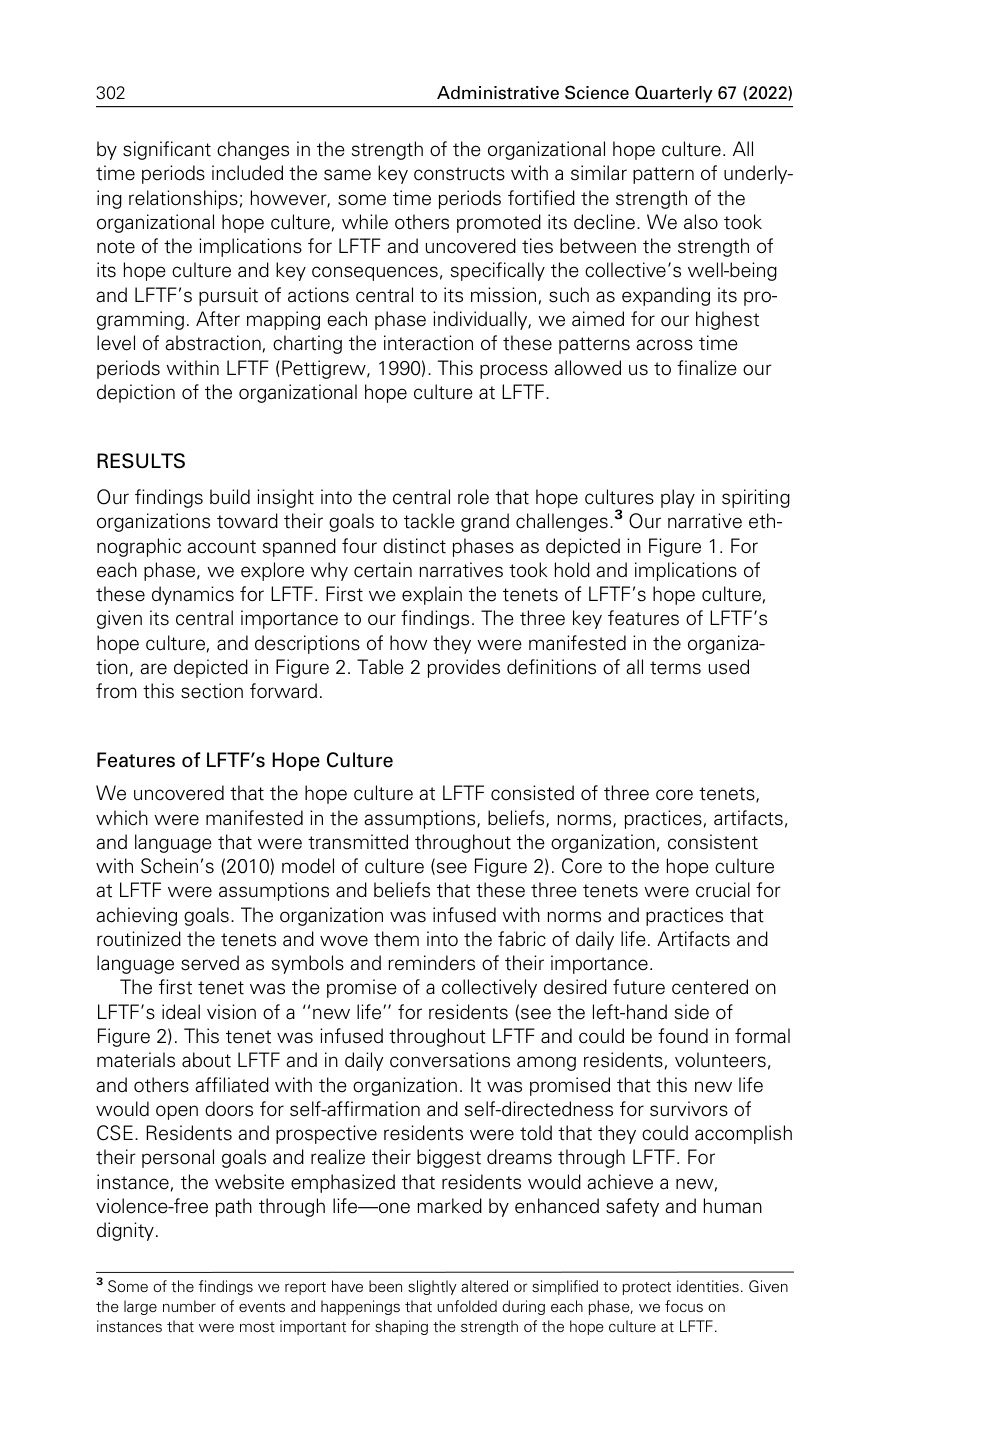 302
Administrative Science Quarterly 67 (2022)
by significant changes in the strength of the organizational hope culture. All
time periods included the same key constructs with a similar pattern of underly-
ing relationships; however, some time periods fortified the strength of the
organizational hope culture, while others promoted its decline. We also took
note of the implications for LFTF and uncovered ties between the strength of
its hope culture and key consequences, specifically the collective's well-being
and LFTF's pursuit of actions central to its mission, such as expanding its pro-
gramming. After mapping each phase individually, we aimed for our highest
level of abstraction, charting the interaction of these patterns across time
periods within LFTF (Pettigrew, 1990). This process allowed us to finalize our
depiction of the organizational hope culture at LFTF.
RESULTS
Our findings build insight into the central role that hope cultures play in spiriting
organizations toward their goals to tackle grand challenges.3 Our narrative eth-
nographic account spanned four distinct phases as depicted in Figure 1. For
each phase, we explore why certain narratives took hold and implications of
these dynamics for LFTF. First we explain the tenets of LFTF's hope culture,
given its central importance to our findings. The three key features of LFTF's
hope culture, and descriptions of how they were manifested in the organiza-
tion, are depicted in Figure 2. Table 2 provides definitions of all terms used
from this section forward.
Features of LFTF's Hope Culture
We uncovered that the hope culture at LFTF consisted of three core tenets,
which were manifested in the assumptions, beliefs, norms, practices, artifacts,
and language that were transmitted throughout the organization, consistent
with Schein's (2010) model of culture (see Figure 2). Core to the hope culture
at LFTF were assumptions and beliefs that these three tenets were crucial for
achieving goals. The organization was infused with norms and practices that
routinized the tenets and wove them into the fabric of daily life. Artifacts and
language served as symbols and reminders of their importance.
The first tenet was the promise of a collectively desired future centered on
LFTF's ideal vision of a ''new life'' for residents (see the left-hand side of
Figure 2). This tenet was infused throughout LFTF and could be found in formal
materials about LFTF and in daily conversations among residents, volunteers,
and others affiliated with the organization. It was promised that this new life
would open doors for self-affirmation and self-directedness for survivors of
CSE. Residents and prospective residents were told that they could accomplish
their personal goals and realize their biggest dreams through LFTF. For
instance, the website emphasized that residents would achieve a new,
violence-free path through life—one marked by enhanced safety and human
dignity.
3 Some of the findings we report have been slightly altered or simplified to protect identities. Given
the large number of events and happenings that unfolded during each phase, we focus on
instances that were most important for shaping the strength of the hope culture at LFTF.